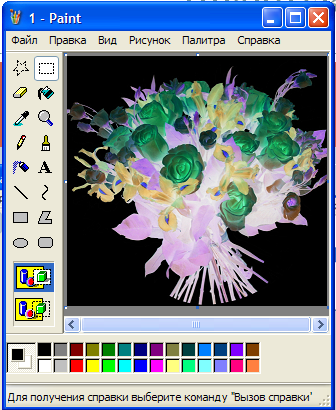 1 - Paint
Файл Правка Вид Рисунок Палитра Справка
A
Для получения справки выберите команду "Вызов справки"